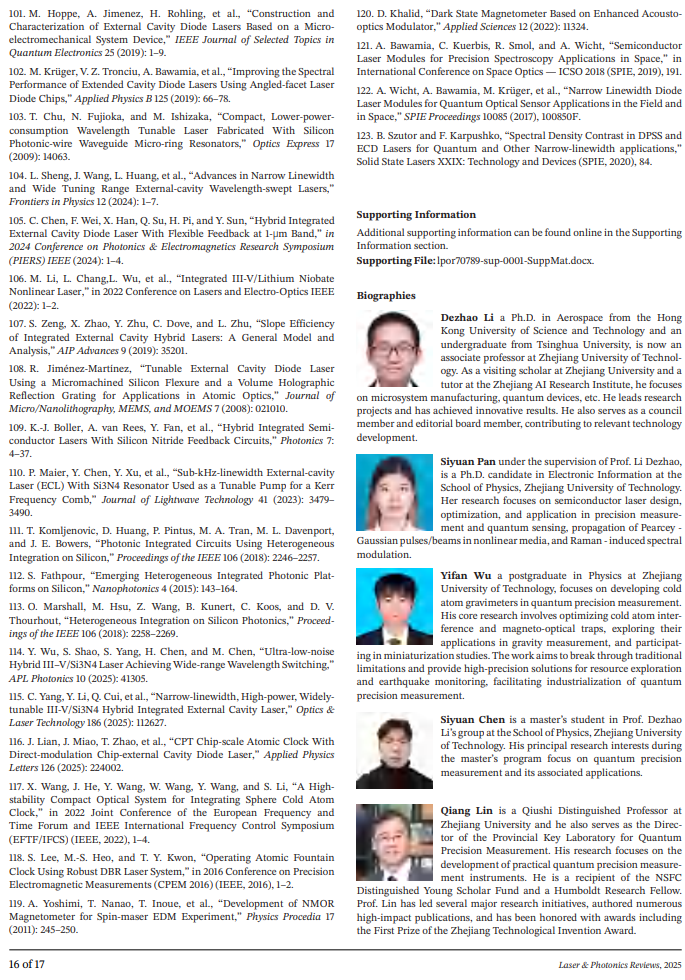 101. M. Hoppe, A. Jimenez, H. Rohling, et al., “Construction and
Characterization of External Cavity Diode Lasers Based on a Micro-
electromechanical System Device,” IEEE Journal of Selected Topics in
Quantum Electronics 25 (2019): 1–9.
102. M. Krüger, V. Z. Tronciu, A. Bawamia, et al., “Improving the Spectral
Performance of Extended Cavity Diode Lasers Using Angled-facet Laser
Diode Chips,” Applied Physics B 125 (2019): 66–78.
103. T. Chu, N. Fujioka, and M. Ishizaka, “Compact, Lower-power-
consumption Wavelength Tunable Laser Fabricated With Silicon
Photonic-wire Waveguide Micro-ring Resonators,” Optics Express 17
(2009): 14063.
104. L. Sheng, J. Wang, L. Huang, et al., “Advances in Narrow Linewidth
and Wide Tuning Range External-cavity Wavelength-swept Lasers,”
Frontiers in Physics 12 (2024): 1–7.
105. C. Chen, F. Wei, X. Han, Q. Su, H. Pi, and Y. Sun, “Hybrid Integrated
External Cavity Diode Laser With Flexible Feedback at 1-μm Band,” in
2024 Conference on Photonics & Electromagnetics Research Symposium
(PIERS) IEEE (2024): 1–4.
106. M. Li, L. Chang,L. Wu, et al., “Integrated III-V/Lithium Niobate
Nonlinear Laser,” in 2022 Conference on Lasers and Electro-Optics IEEE
(2022): 1–2.
107. S. Zeng, X. Zhao, Y. Zhu, C. Dove, and L. Zhu, “Slope Efficiency
of Integrated External Cavity Hybrid Lasers: A General Model and
Analysis,” AIP Advances 9 (2019): 35201.
108. R. Jiménez-Martínez, “Tunable External Cavity Diode Laser
Using a Micromachined Silicon Flexure and a Volume Holographic
Reflection Grating for Applications in Atomic Optics,” Journal of
Micro/Nanolithography, MEMS, and MOEMS 7 (2008): 021010.
109. K.-J. Boller, A. van Rees, Y. Fan, et al., “Hybrid Integrated Semi-
conductor Lasers With Silicon Nitride Feedback Circuits,” Photonics 7:
4–37.
110. P. Maier, Y. Chen, Y. Xu, et al., “Sub-kHz-linewidth External-cavity
Laser (ECL) With Si3N4 Resonator Used as a Tunable Pump for a Kerr
Frequency Comb,” Journal of Lightwave Technology 41 (2023): 3479–
3490.
111. T. Komljenovic, D. Huang, P. Pintus, M. A. Tran, M. L. Davenport,
and J. E. Bowers, “Photonic Integrated Circuits Using Heterogeneous
Integration on Silicon,” Proceedings of the IEEE 106 (2018): 2246–2257.
112. S. Fathpour, “Emerging Heterogeneous Integrated Photonic Plat-
forms on Silicon,” Nanophotonics 4 (2015): 143–164.
113. O. Marshall, M. Hsu, Z. Wang, B. Kunert, C. Koos, and D. V.
Thourhout, “Heterogeneous Integration on Silicon Photonics,” Proceed-
ings of the IEEE 106 (2018): 2258–2269.
114. Y. Wu, S. Shao, S. Yang, H. Chen, and M. Chen, “Ultra-low-noise
Hybrid III–V/Si3N4 Laser Achieving Wide-range Wavelength Switching,”
APL Photonics 10 (2025): 41305.
115. C. Yang, Y. Li, Q. Cui, et al., “Narrow-linewidth, High-power, Widely-
tunable III-V/Si3N4 Hybrid Integrated External Cavity Laser,” Optics &
Laser Technology 186 (2025): 112627.
116. J. Lian, J. Miao, T. Zhao, et al., “CPT Chip-scale Atomic Clock With
Direct-modulation Chip-external Cavity Diode Laser,” Applied Physics
Letters 126 (2025): 224002.
117. X. Wang, J. He, Y. Wang, W. Wang, Y. Wang, and S. Li, “A High-
stability Compact Optical System for Integrating Sphere Cold Atom
Clock,” in 2022 Joint Conference of the European Frequency and
Time Forum and IEEE International Frequency Control Symposium
(EFTF/IFCS) (IEEE, 2022), 1–4.
118. S. Lee, M.-S. Heo, and T. Y. Kwon, “Operating Atomic Fountain
Clock Using Robust DBR Laser System,” in 2016 Conference on Precision
Electromagnetic Measurements (CPEM 2016) (IEEE, 2016), 1–2.
119. A. Yoshimi, T. Nanao, T. Inoue, et al., “Development of NMOR
Magnetometer for Spin-maser EDM Experiment,” Physics Procedia 17
(2011): 245–250.
120. D. Khalid, “Dark State Magnetometer Based on Enhanced Acousto-
optics Modulator,” Applied Sciences 12 (2022): 11324.
121. A. Bawamia, C. Kuerbis, R. Smol, and A. Wicht, “Semiconductor
Laser Modules for Precision Spectroscopy Applications in Space,” in
International Conference on Space Optics — ICSO 2018 (SPIE, 2019), 191.
122. A. Wicht, A. Bawamia, M. Krüger, et al., “Narrow Linewidth Diode
Laser Modules for Quantum Optical Sensor Applications in the Field and
in Space,” SPIE Proceedings 10085 (2017), 100850F.
123. B. Szutor and F. Karpushko, “Spectral Density Contrast in DPSS and
ECD Lasers for Quantum and Other Narrow-linewidth applications,”
Solid State Lasers XXIX: Technology and Devices (SPIE, 2020), 84.
Supporting Information
Additional supporting information can be found online in the Supporting
Information section.
Supporting File: lpor70789-sup-0001-SuppMat.docx.
Biographies
Dezhao Li a Ph.D. in Aerospace from the Hong
Kong University of Science and Technology and an
undergraduate from Tsinghua University, is now an
associate professor at Zhejiang University of Technol-
ogy. As a visiting scholar at Zhejiang University and a
tutor at the Zhejiang AI Research Institute, he focuses
on microsystem manufacturing, quantum devices, etc. He leads research
projects and has achieved innovative results. He also serves as a council
member and editorial board member, contributing to relevant technology
development.
Siyuan Pan under the supervision of Prof. Li Dezhao,
is a Ph.D. candidate in Electronic Information at the
School of Physics, Zhejiang University of Technology.
Her research focuses on semiconductor laser design,
optimization, and application in precision measure-
ment and quantum sensing, propagation of Pearcey -
Gaussian pulses/beams in nonlinear media, and Raman - induced spectral
modulation.
Yifan Wu a postgraduate in Physics at Zhejiang
University of Technology, focuses on developing cold
atom gravimeters in quantum precision measurement.
His core research involves optimizing cold atom inter-
ference and magneto-optical traps, exploring their
applications in gravity measurement, and participat-
ing in miniaturization studies. The work aims to break through traditional
limitations and provide high-precision solutions for resource exploration
and earthquake monitoring, facilitating industrialization of quantum
precision measurement.
Siyuan Chen is a master’s student in Prof. Dezhao
Li’s group at the School of Physics, Zhejiang University
of Technology. His principal research interests during
the master’s program focus on quantum precision
measurement and its associated applications.
Qiang Lin is a Qiushi Distinguished Professor at
Zhejiang University and he also serves as the Direc-
tor of the Provincial Key Laboratory for Quantum
Precision Measurement. His research focuses on the
development of practical quantum precision measure-
ment instruments. He is a recipient of the NSFC
Distinguished Young Scholar Fund and a Humboldt Research Fellow.
Prof. Lin has led several major research initiatives, authored numerous
high-impact publications, and has been honored with awards including
the First Prize of the Zhejiang Technological Invention Award.
16 of 17
Laser & Photonics Reviews, 2025